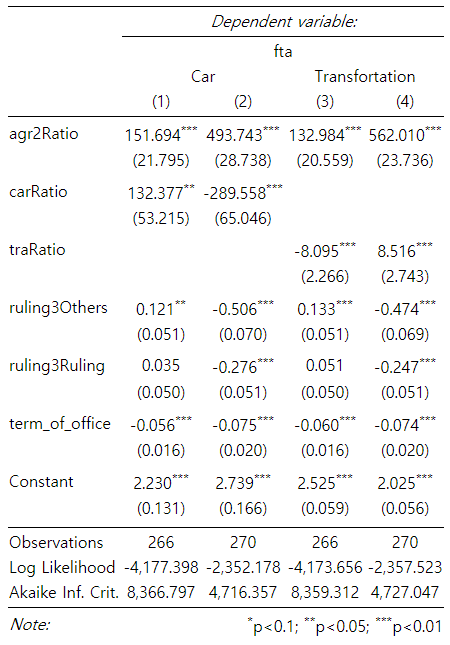 Dependent variable:
fta
Car Transfortation
(1) (2) (3) (4)
agr2Ratio 151.694*** 493.743*** 132.984*** 562.010***
(21.795) (28.738) (20.559) (23.736)
carRatio 132.377** -289.558***
(53.215) (65.046)
traRatio -8.095*** 8.516***
(2.266) (2.743)
ruling3Others 0.121** -0.506*** 0.133*** -0.474***
(0.051) (0.070) (0.051) (0.069)
ruling3Ruling 0.035 -0.276*** 0.051 -0.247***
(0.050) (0.051) (0.050) (0.051)
term_of_office -0.056*** -0.075*** -0.060*** -0.074***
(0.016) (0.020) (0.016) (0.020)
Constant 2.230*** 2.739*** 2.525*** 2.025***
(0.131) (0.166) (0.059) (0.056)
Observations 266 270 266 270
Log Likelihood -4,177.398 -2,352.178 -4,173.656 -2,357.523
Akaike Inf. Crit. 8,366.797 4,716.357 8,359.312 4,727.047
Note: *p<0.1; **p<0.05; ***p<0.01